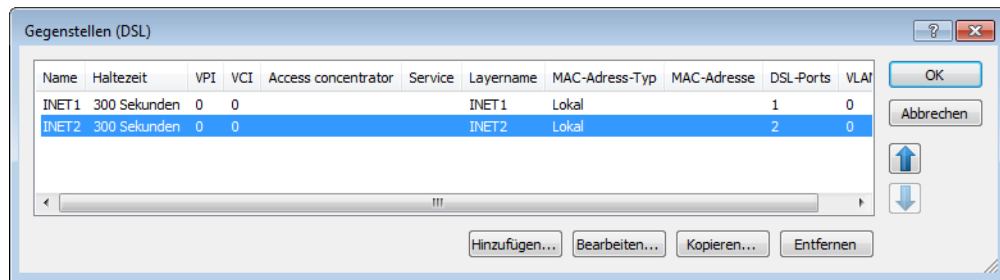 Gegenstellen (DSL)
Name Haltezeit VPI VCI Access concentrator Service Layername MAC-Adress-Typ MAC-Adresse DSL-Ports VLAN
INET1 300 Sekunden 0 0 INET1 Lokal 1 0
INET2 300 Sekunden 0 0 INET2 Lokal 2 0
OK
Abbrechen
Hinzufügen... Bearbeiten... Kopieren... Entfernen